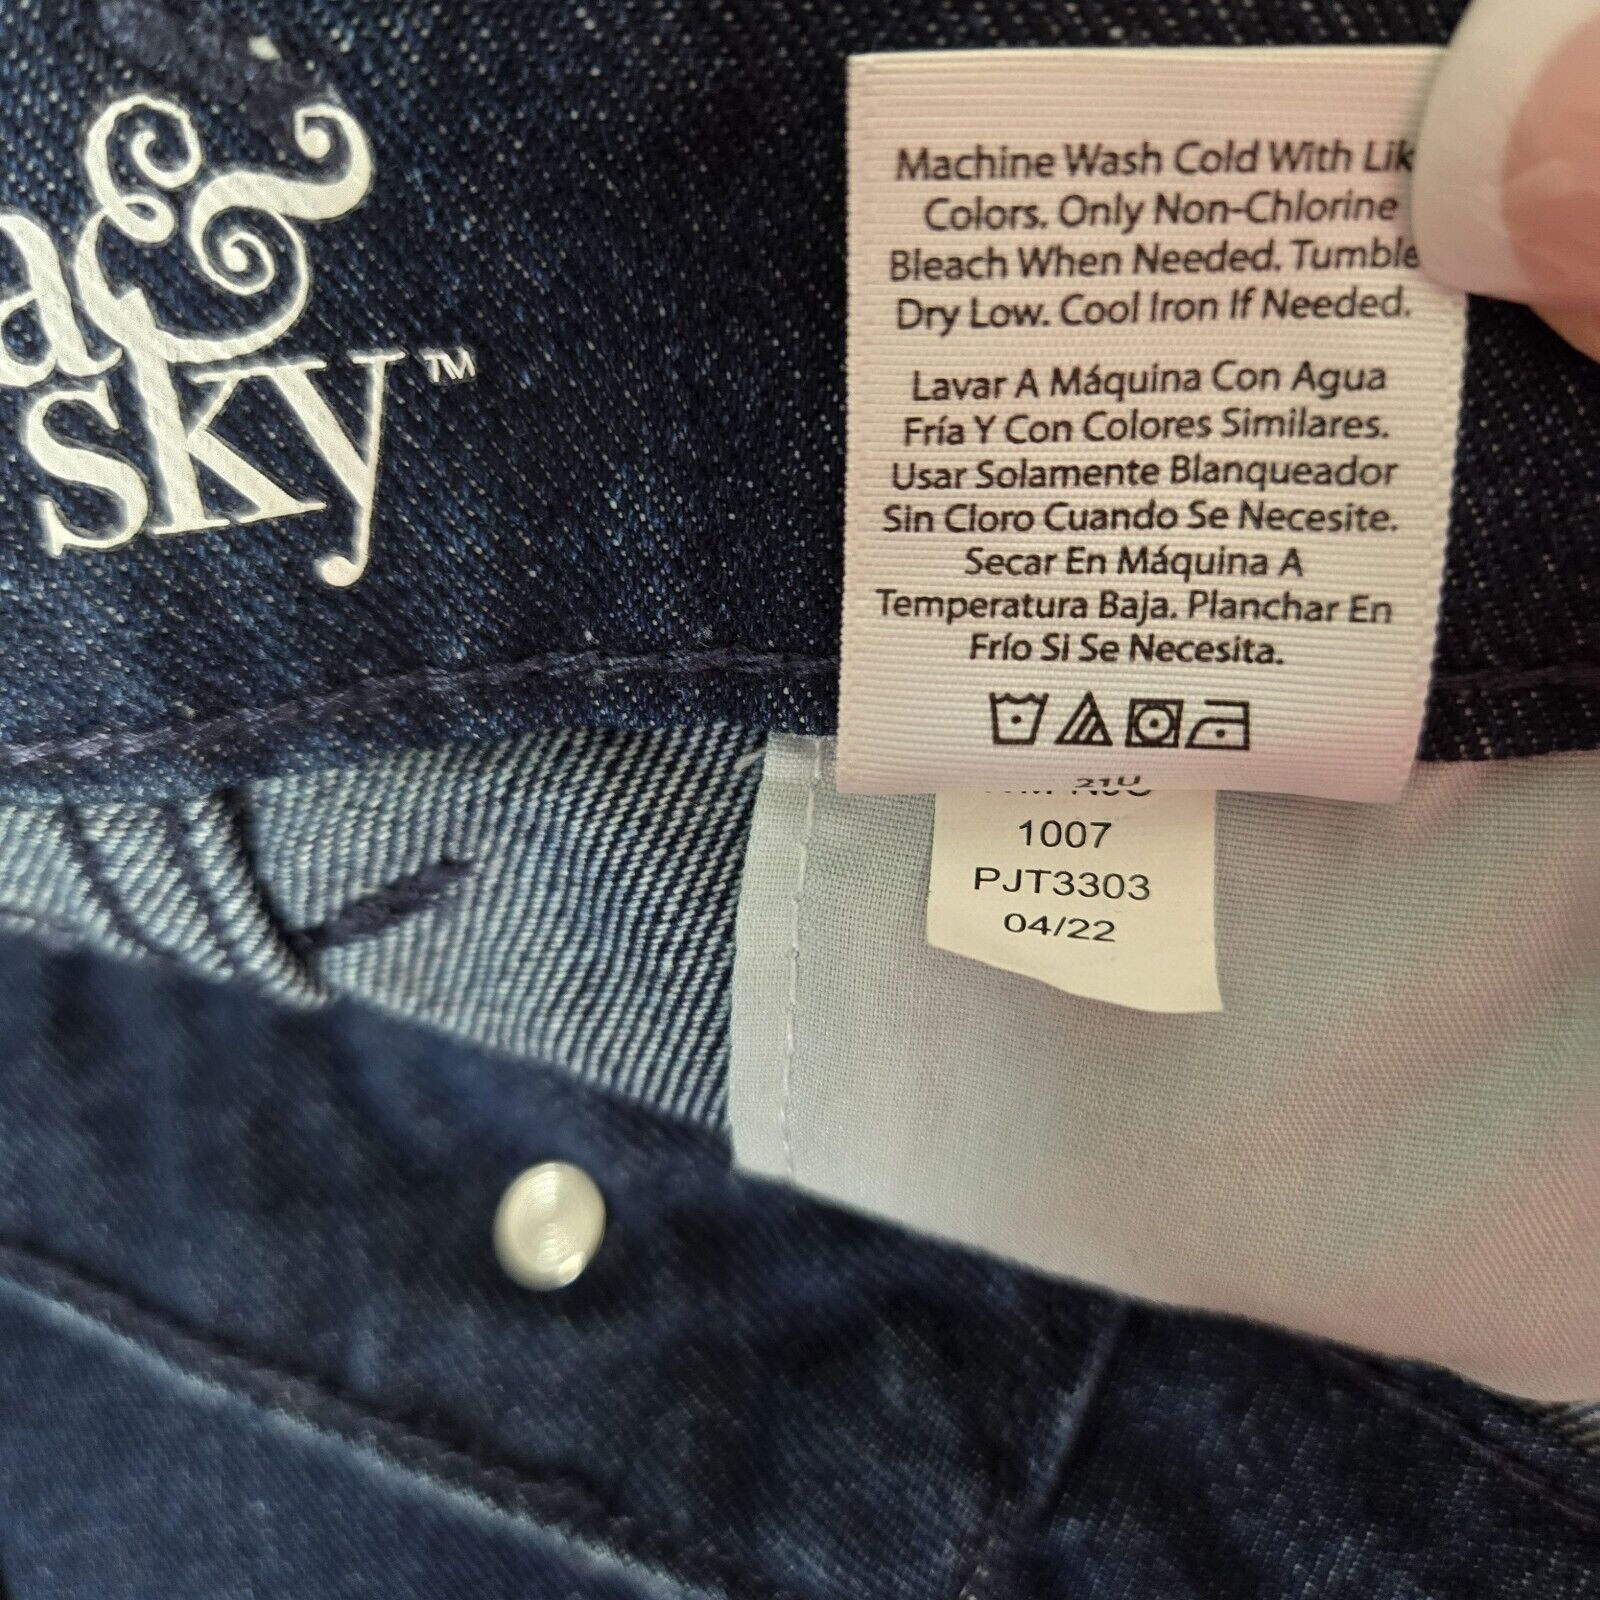 a&
sky™
Machine Wash Cold With Lik
Colors. Only Non-Chlorine
Bleach When Needed. Tumble
Dry Low. Cool Iron If Needed.
Lavar A Máquina Con Agua
Fría Y Con Colores Similares.
Usar Solamente Blanqueador
Sin Cloro Cuando Se Necesite.
Secar En Máquina A
Temperatura Baja. Planchar En
Frío Si Se Necesita.
21U
1007
PJT3303
04/22